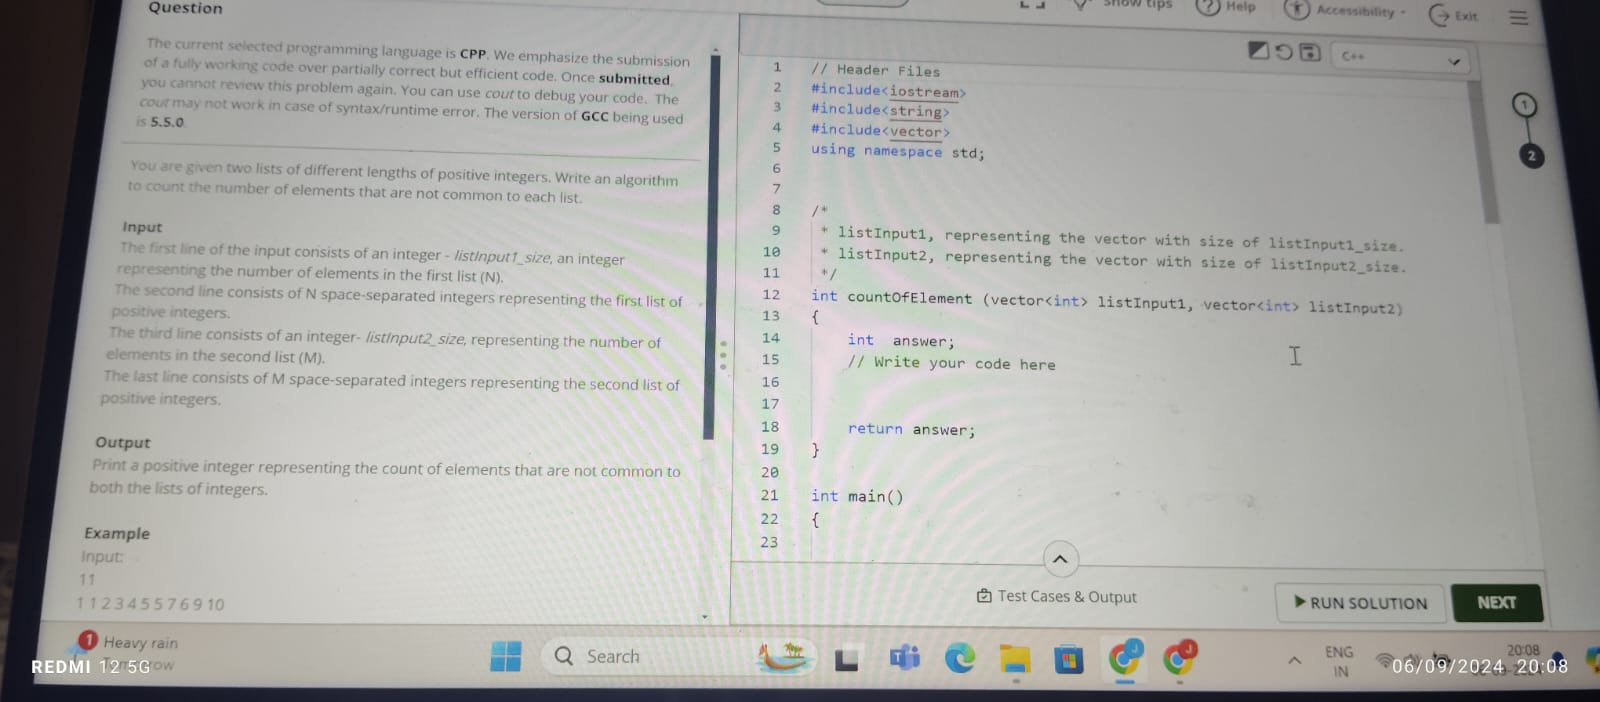 Question
The current selected programming language is CPP. We emphasize the submission
of a fully working code over partially correct but efficient code. Once submitted,
you cannot review this problem again. You can use cout to debug your code. The
cout may not work in case of syntax/runtime error. The version of GCC being used
is 5.5.0.
You are given two lists of different lengths of positive integers. Write an algorithm
to count the number of elements that are not common to each list.
Input
The first line of the input consists of an integer - listInput1_size, an integer
representing the number of elements in the first list (N).
The second line consists of N space-separated integers representing the first list of
positive integers.
The third line consists of an integer- listInput2_size, representing the number of
elements in the second list (M).
The last line consists of M space-separated integers representing the second list of
positive integers.
Output
Print a positive integer representing the count of elements that are not common to
both the lists of integers.
Example
Input:
11
1 1 2 3 4 5 5 7 6 9 10
Show tips
Help
Accessibility
Exit
C++
1 // Header Files
2 #include<iostream>
3 #include<string>
4 #include<vector>
5 using namespace std;
6
7
8 /*
9 * listInput1, representing the vector with size of listInput1_size.
10 * listInput2, representing the vector with size of listInput2_size.
11 */
12 int countOfElement (vector<int> listInput1, vector<int> listInput2)
13 {
14 int answer;
15 // Write your code here
16
17
18 return answer;
19 }
20
21 int main()
22 {
23
1
2
Test Cases & Output
RUN SOLUTION
NEXT
1 Heavy rain
Search
ENG
IN
20:08
REDMI 12 5G
06/09/2024 20:08